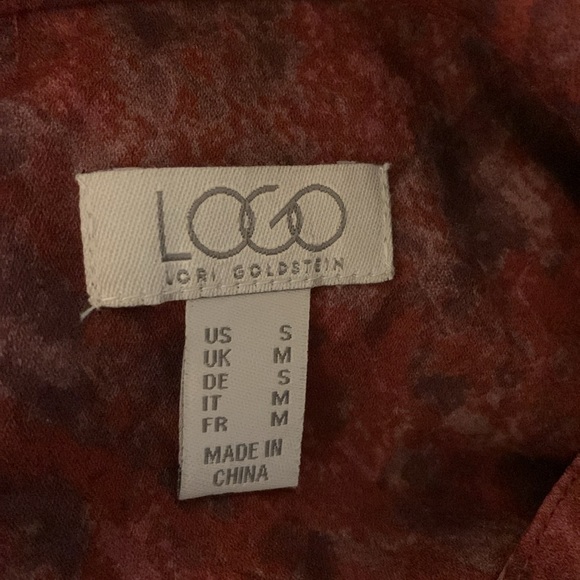 LOGO
LORI GOLDSTEIN
US S
UK M
DE S
IT M
FR M
MADE IN
CHINA